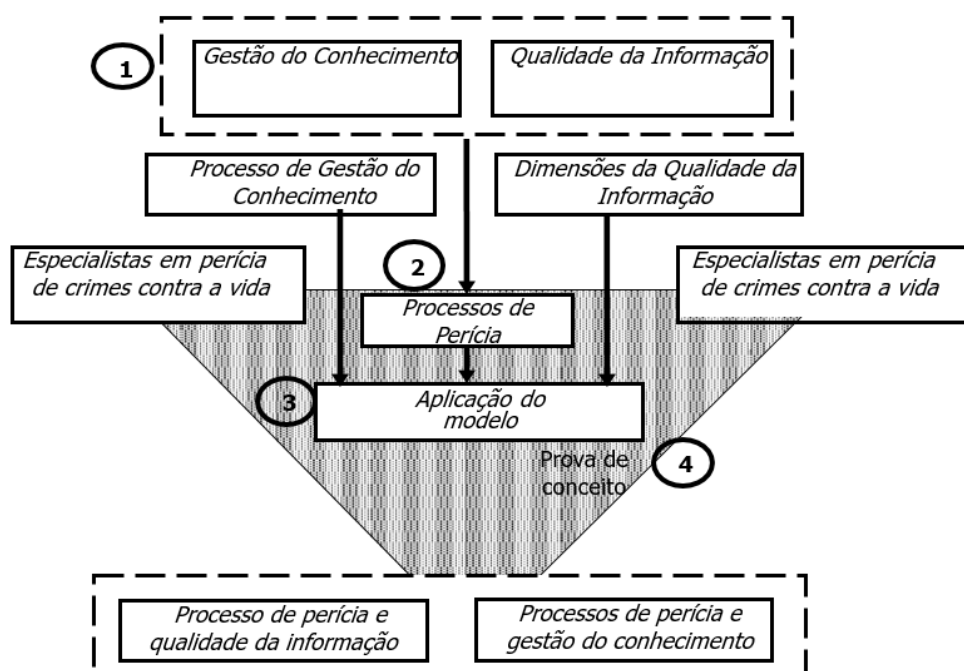 1
Gestão do Conhecimento
Qualidade da Informação
Processo de Gestão do
Conhecimento
Dimensões da Qualidade da
Informação
Especialistas em perícia
de crimes contra a vida
2
Especialistas em perícia
de crimes contra a vida
Processos de
Perícia
3
Aplicação do
modelo
Prova de
conceito
4
Processo de perícia e
qualidade da informação
Processos de perícia e
gestão do conhecimento